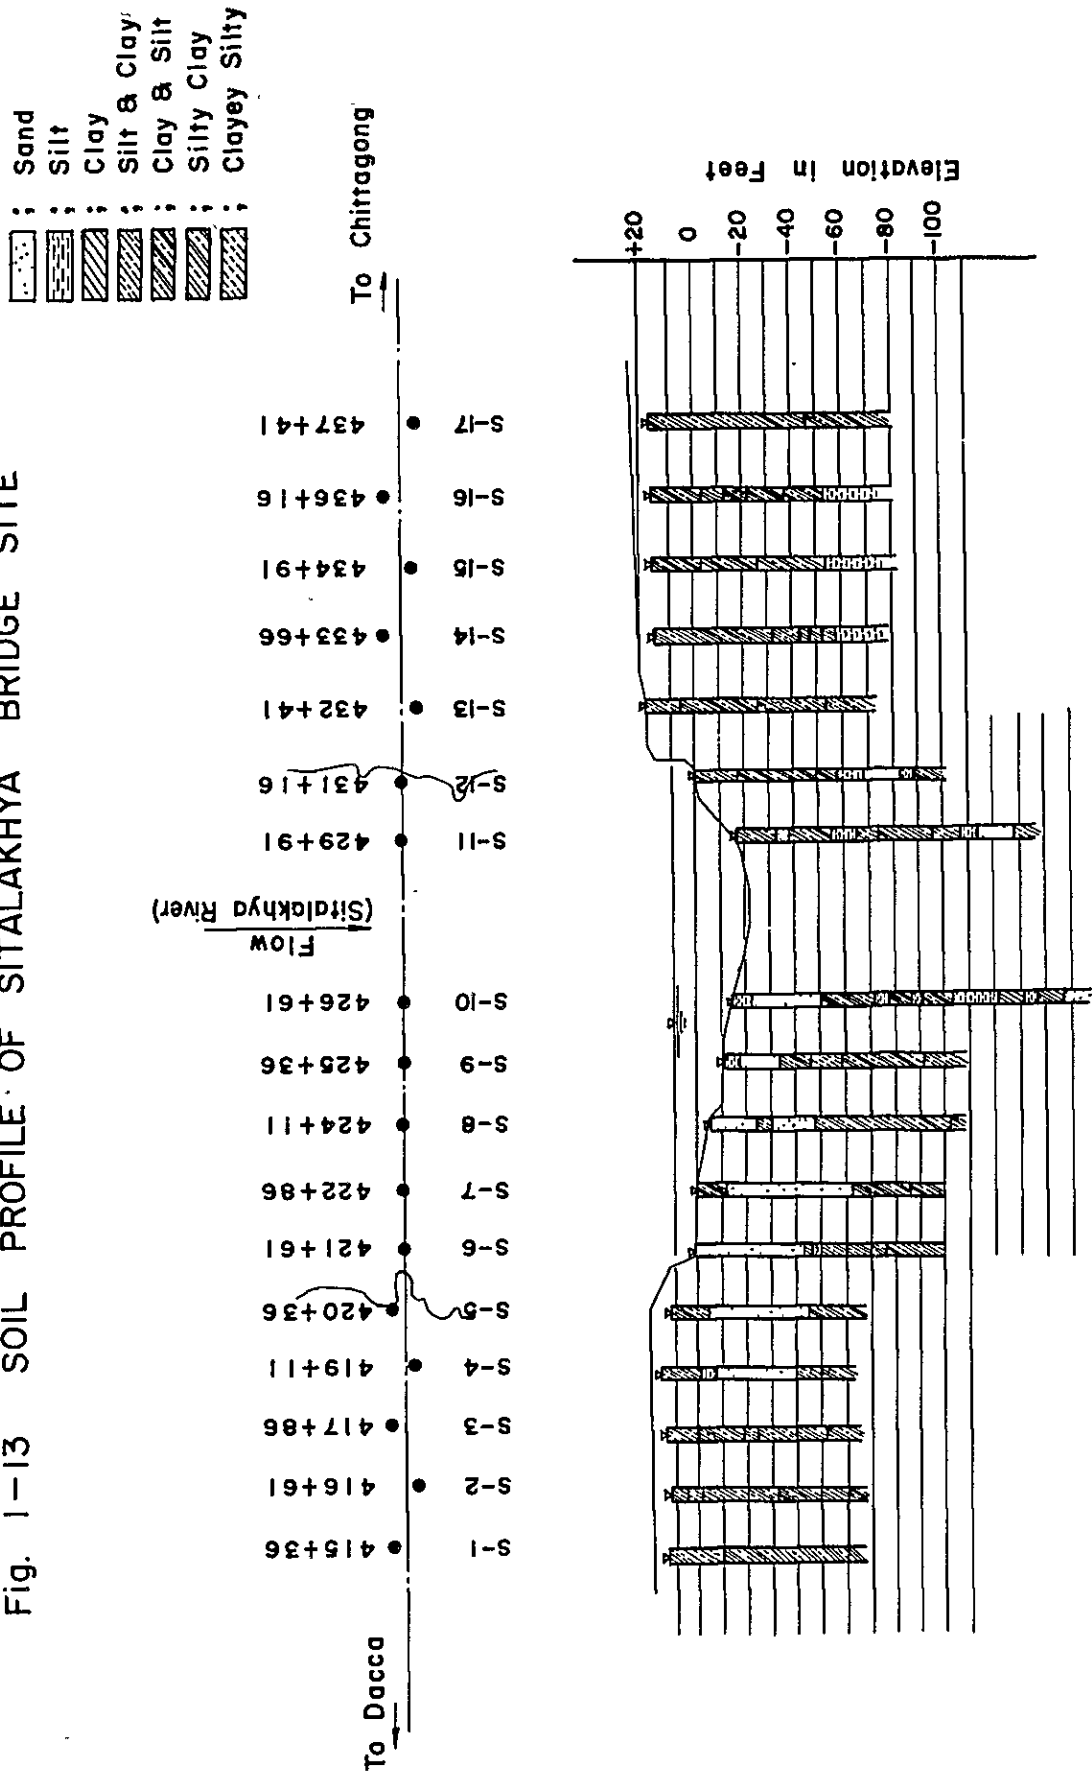 Fig. 1-13 SOIL PROFILE OF SITALAKHYA BRIDGE SITE
: Sand
: Silt
: Clay
: Silt & Clay
: Clay & Silt
: Silty Clay
: Clayey Silty
To Dacca
To Chittagong
415+36
416+61
417+86
419+11
420+36
421+61
422+86
424+11
425+36
426+61
Flow
(Sitalakhya River)
429+91
431+16
432+41
433+66
434+91
436+16
437+41
S-1
S-2
S-3
S-4
S-5
S-6
S-7
S-8
S-9
S-10
S-11
S-12
S-13
S-14
S-15
S-16
S-17
+20
0
-20
-40
-60
-80
-100
Elevation in Feet